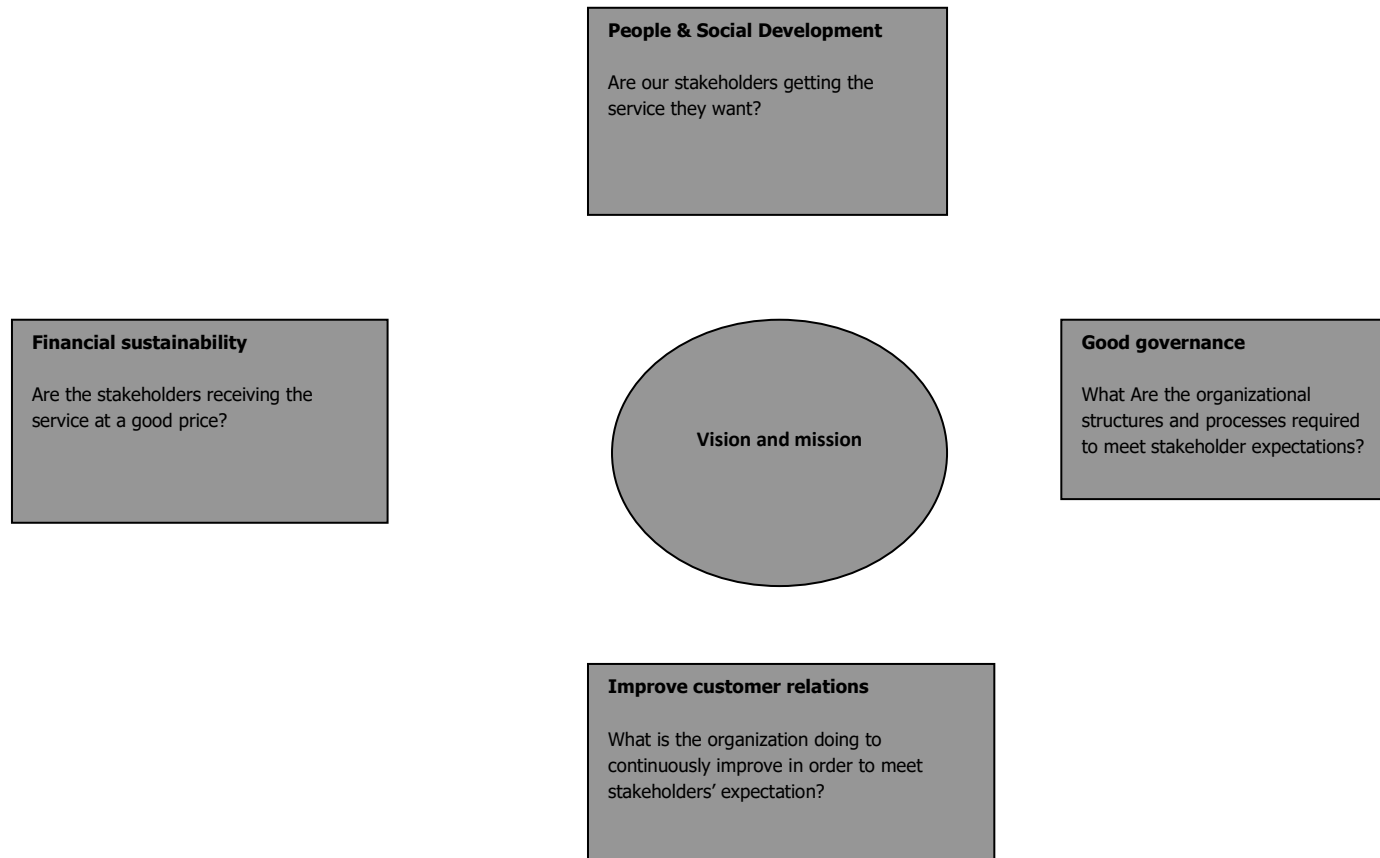 People & Social Development
Are our stakeholders getting the
service they want?
Financial sustainability
Are the stakeholders receiving the
service at a good price?
Vision and mission
Good governance
What Are the organizational
structures and processes required
to meet stakeholder expectations?
Improve customer relations
What is the organization doing to
continuously improve in order to meet
stakeholders’ expectation?